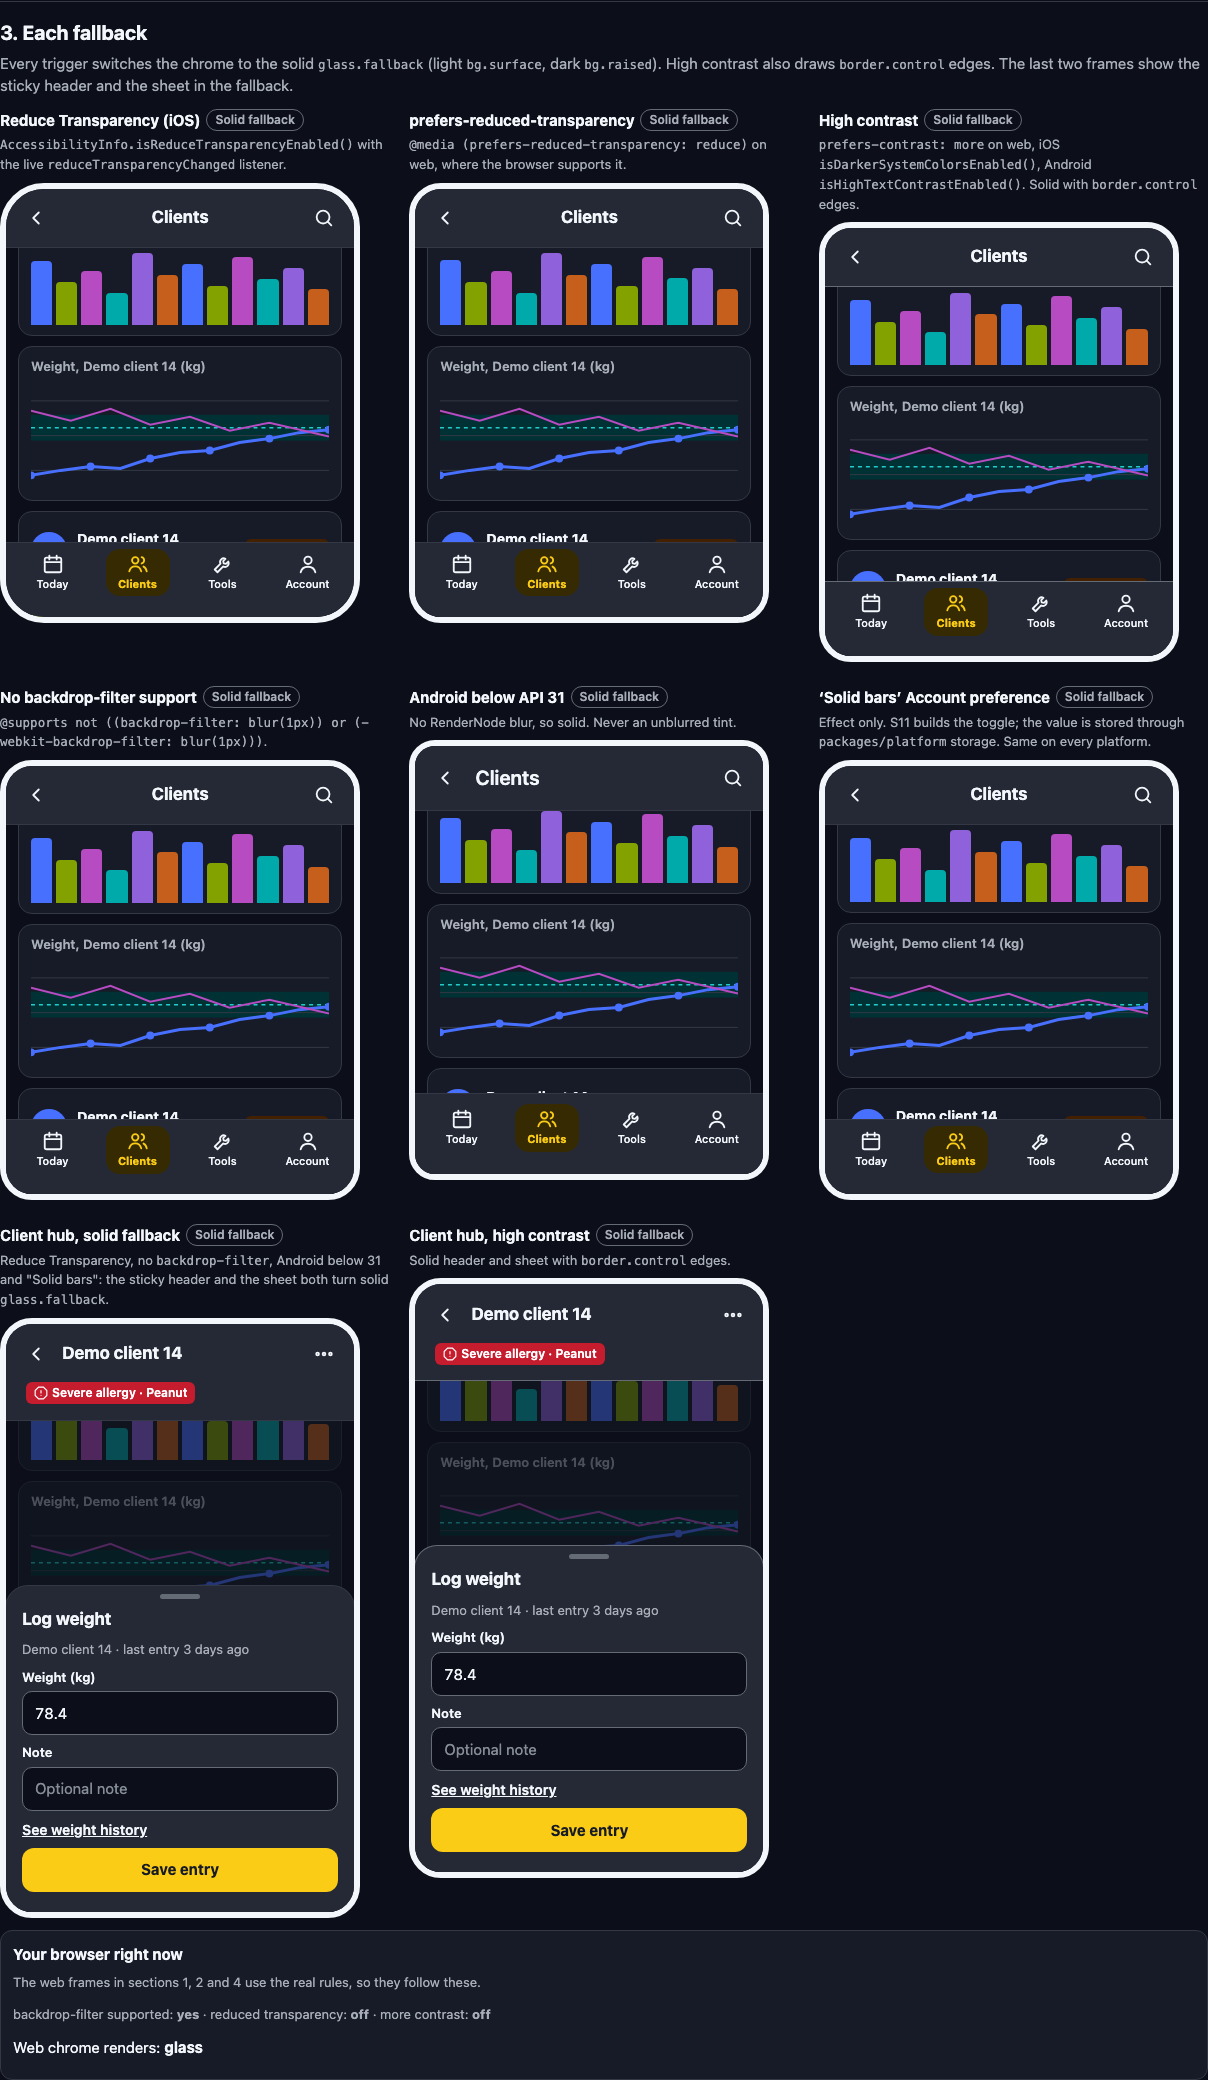 3. Each fallback
Every trigger switches the chrome to the solid glass.fallback (light bg.surface, dark bg.raised). High contrast also draws border.control edges. The last two frames show the
sticky header and the sheet in the fallback.
Reduce Transparency (iOS) Solid fallback
AccessibilityInfo.isReduceTransparencyEnabled() with
the live reduceTransparencyChanged listener.
Clients
Weight, Demo client 14 (kg)
Demo client 14
Today Clients Tools Account
prefers-reduced-transparency Solid fallback
@media (prefers-reduced-transparency: reduce) on
web, where the browser supports it.
Clients
Weight, Demo client 14 (kg)
Demo client 14
Today Clients Tools Account
High contrast Solid fallback
prefers-contrast: more on web, iOS
isDarkerSystemColorsEnabled(), Android
isHighTextContrastEnabled(). Solid with border.control
edges.
Clients
Weight, Demo client 14 (kg)
Demo client 14
Today Clients Tools Account
No backdrop-filter support Solid fallback
@supports not ((backdrop-filter: blur(1px)) or (-
webkit-backdrop-filter: blur(1px))).
Clients
Weight, Demo client 14 (kg)
Demo client 14
Today Clients Tools Account
Android below API 31 Solid fallback
No RenderNode blur, so solid. Never an unblurred tint.
Clients
Weight, Demo client 14 (kg)
Today Clients Tools Account
‘Solid bars’ Account preference Solid fallback
Effect only. S11 builds the toggle; the value is stored through
packages/platform storage. Same on every platform.
Clients
Weight, Demo client 14 (kg)
Demo client 14
Today Clients Tools Account
Client hub, solid fallback Solid fallback
Reduce Transparency, no backdrop-filter, Android below 31
and "Solid bars": the sticky header and the sheet both turn solid
glass.fallback.
Demo client 14
Severe allergy · Peanut
Weight, Demo client 14 (kg)
Log weight
Demo client 14 · last entry 3 days ago
Weight (kg)
78.4
Note
Optional note
See weight history
Save entry
Client hub, high contrast Solid fallback
Solid header and sheet with border.control edges.
Demo client 14
Severe allergy · Peanut
Weight, Demo client 14 (kg)
Log weight
Demo client 14 · last entry 3 days ago
Weight (kg)
78.4
Note
Optional note
See weight history
Save entry
Your browser right now
The web frames in sections 1, 2 and 4 use the real rules, so they follow these.
backdrop-filter supported: yes · reduced transparency: off · more contrast: off
Web chrome renders: glass